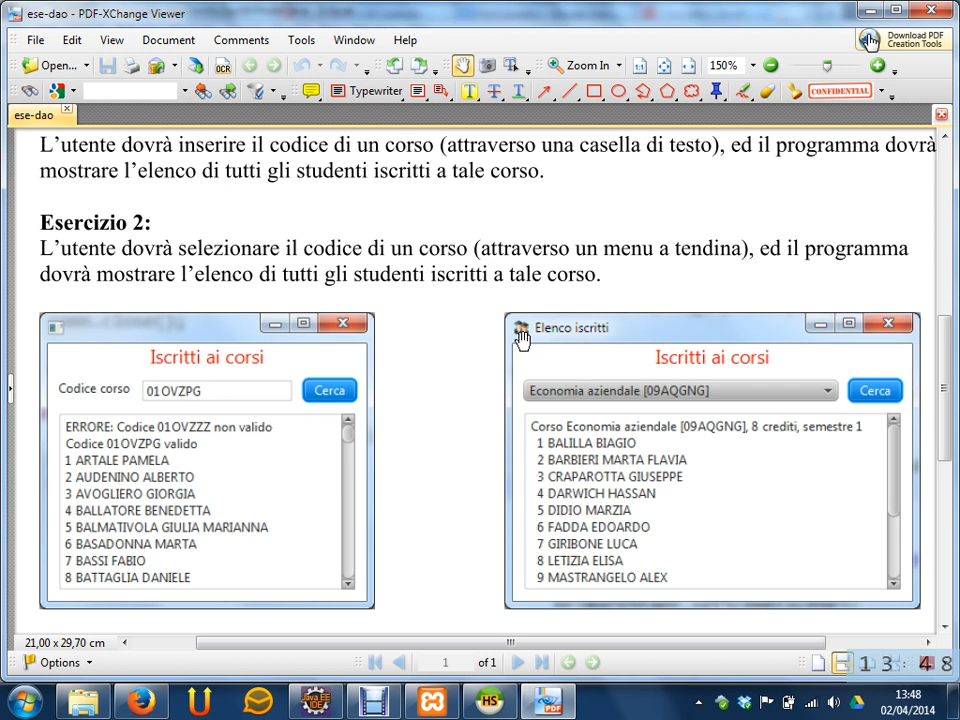 ese-dao - PDF-XChange Viewer
File Edit View Document Comments Tools Window Help
Download PDF
Creation Tools
Open... OCR Zoom In 150%
Typewriter CONFIDENTIAL
ese-dao
L’utente dovrà inserire il codice di un corso (attraverso una casella di testo), ed il programma dovrà
mostrare l’elenco di tutti gli studenti iscritti a tale corso.
Esercizio 2:
L’utente dovrà selezionare il codice di un corso (attraverso un menu a tendina), ed il programma
dovrà mostrare l’elenco di tutti gli studenti iscritti a tale corso.
Iscritti ai corsi
Codice corso 01OVZPG Cerca
ERRORE: Codice 01OVZZZ non valido
Codice 01OVZPG valido
1 ARTALE PAMELA
2 AUDENINO ALBERTO
3 AVOGLIERO GIORGIA
4 BALLATORE BENEDETTA
5 BALMATIVOLA GIULIA MARIANNA
6 BASADONNA MARTA
7 BASSI FABIO
8 BATTAGLIA DANIELE
Elenco iscritti
Iscritti ai corsi
Economia aziendale [09AQGNG] Cerca
Corso Economia aziendale [09AQGNG], 8 crediti, semestre 1
1 BALILLA BIAGIO
2 BARBIERI MARTA FLAVIA
3 CRAPAROTTA GIUSEPPE
4 DARWICH HASSAN
5 DIDIO MARZIA
6 FADDA EDOARDO
7 GIRIBONE LUCA
8 LETIZIA ELISA
9 MASTRANGELO ALEX
21,00 x 29,70 cm
Options 1 of 1 13:48
Java EE
IDE
HS
PDF
13:48
02/04/2014